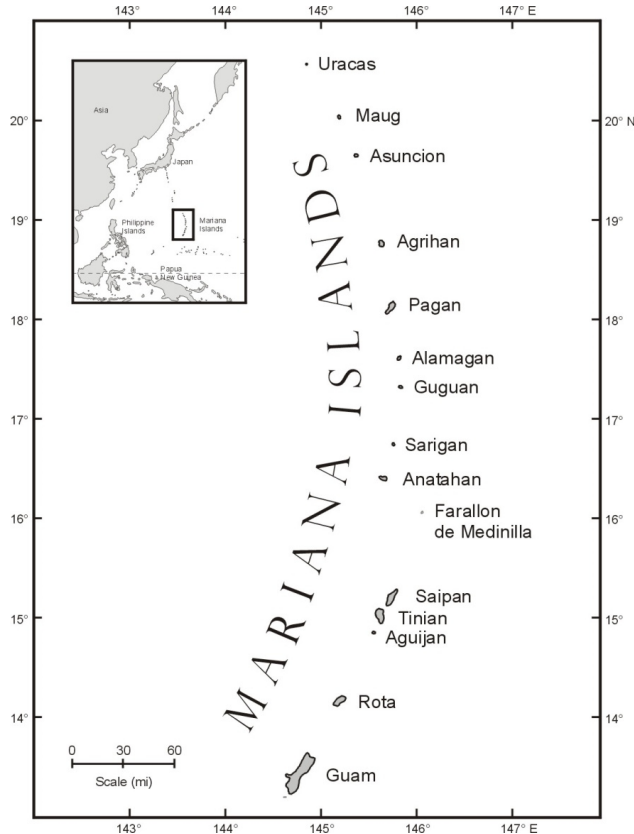 143° 144° 145° 146° 147° E
Uracas
Asia
Maug
20° 20° N
Asuncion
Japan
19° 19°
Philippine
Islands
Mariana
Islands
Agrihan
Papua
New Guinea
Pagan
18° 18°
Alamagan
Guguan
MARIANA ISLANDS
17° 17°
Sarigan
Anatahan
16° 16°
Farallon
de Medinilla
Saipan
15° 15°
Tinian
Aguijan
Rota
14° 14°
0 30 60
Scale (mi)
Guam
143° 144° 145° 146° 147° E